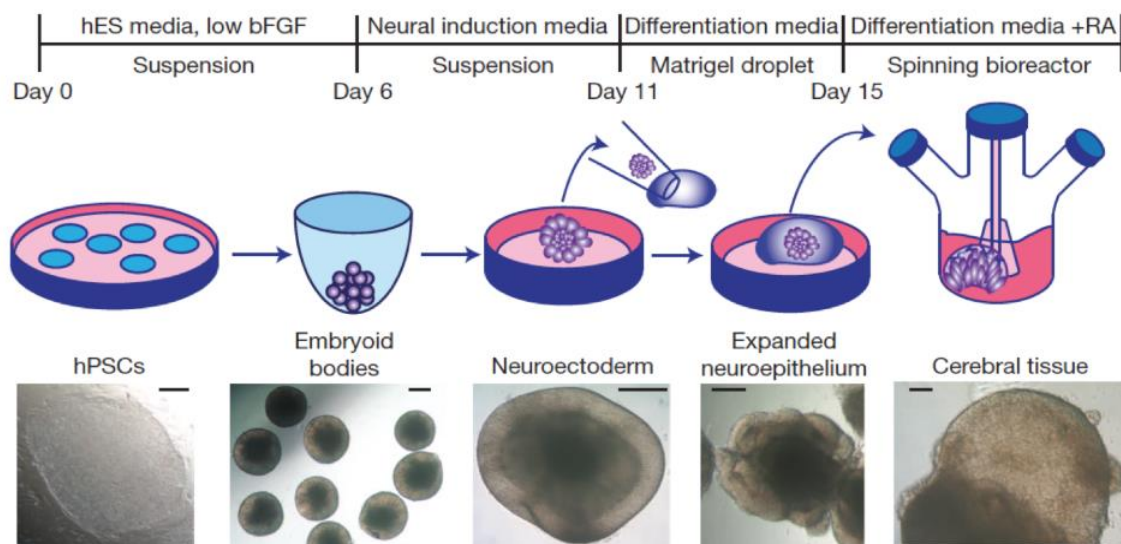 hES media, low bFGF
Neural induction media
Differentiation media
Differentiation media +RA
Suspension
Suspension
Matrigel droplet
Spinning bioreactor
Day 0
Day 6
Day 11
Day 15
hPSCs
Embryoid
bodies
Neuroectoderm
Expanded
neuroepithelium
Cerebral tissue